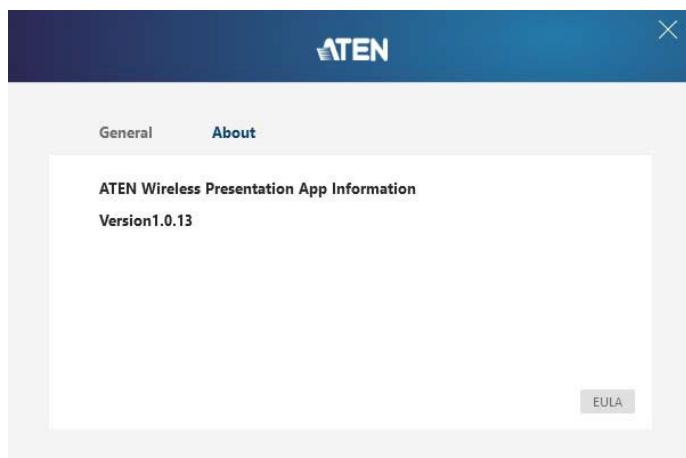 ATEN
General About
ATEN Wireless Presentation App Information
Version1.0.13
EULA